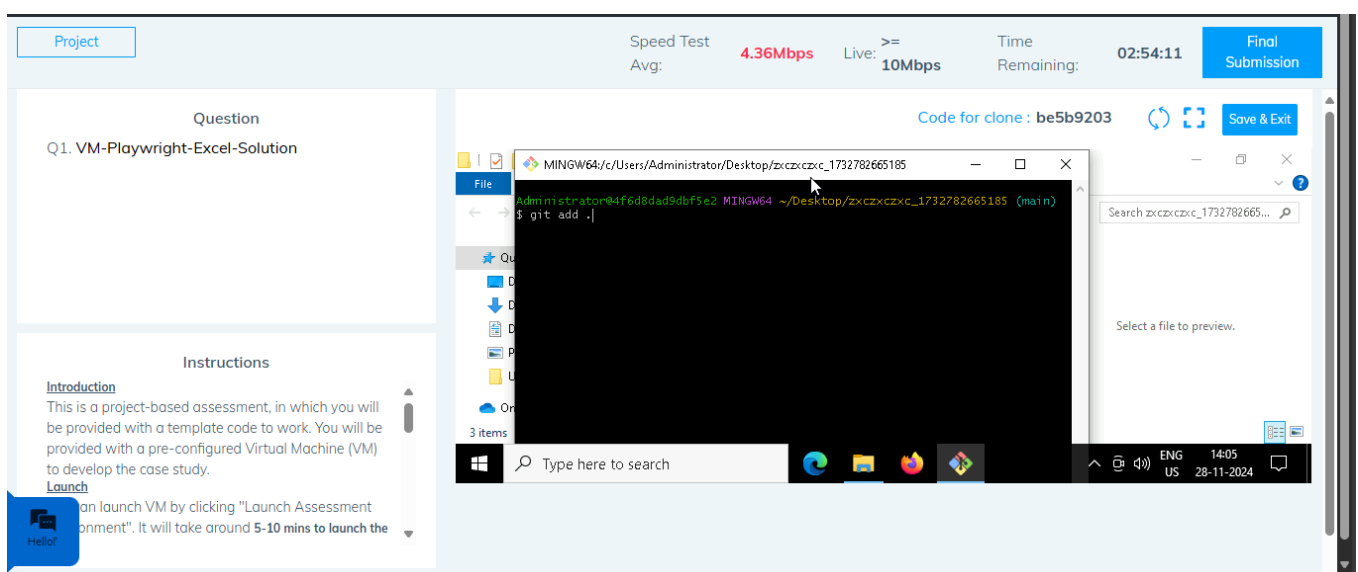 Project
Speed Test
Avg:
4.36Mbps
Live:
>=
10Mbps
Time
Remaining:
02:54:11
Final
Submission
Question
Q1. VM-Playwright-Excel-Solution
Instructions
Introduction
This is a project-based assessment, in which you will
be provided with a template code to work. You will be
provided with a pre-configured Virtual Machine (VM)
to develop the case study.
Launch
an launch VM by clicking "Launch Assessment
onment". It will take around 5-10 mins to launch the
Hello!
Code for clone : be5b9203
Save & Exit
MINGW64:/c/Users/Administrator/Desktop/zxczxczxc_1732782665185
File
Administrator@4f6d8dad9dbf5e2 MINGW64 ~/Desktop/zxczxczxc_1732782665185 (main)
$ git add .
Search zxczxczxc_1732782665...
Qu
D
D
D
P
U
On
3 items
Select a file to preview.
Type here to search
ENG
US
14:05
28-11-2024